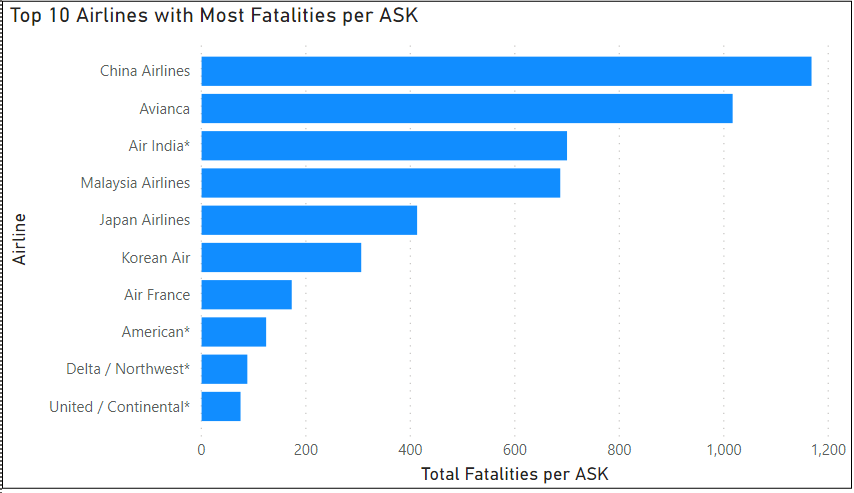 Top 10 Airlines with Most Fatalities per ASK
Airline
China Airlines
Avianca
Air India*
Malaysia Airlines
Japan Airlines
Korean Air
Air France
American*
Delta / Northwest*
United / Continental*
0 200 400 600 800 1,000 1,200
Total Fatalities per ASK